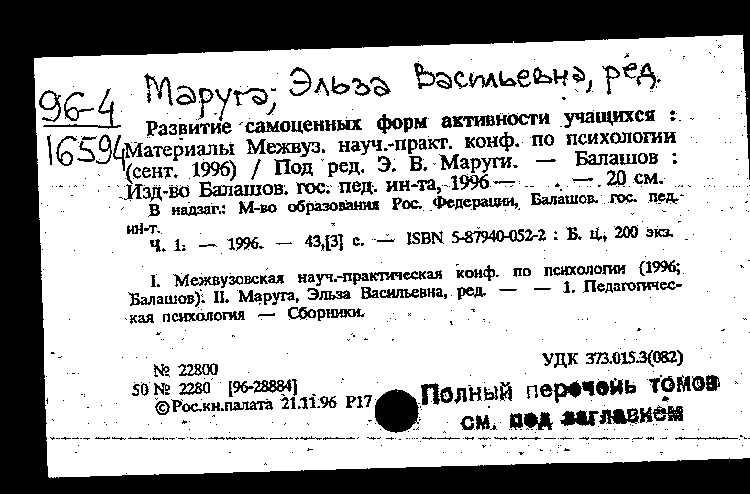 96-4
16594
Маруга, Эльза Васильевна, ред.
Развитие самоценных форм активности учащихся :
Материалы Межвуз. науч.-практ. конф. по психологии
(сент. 1996) / Под ред. Э. В. Маруги. — Балашов :
Изд-во Балашов. гос. пед. ин-та, 1996 — . — 20 см.
В надзаг.: М-во образования Рос. Федерации, Балашов. гос. пед.
ин-т.
Ч. 1. — 1996. — 43,[3] с. — ISBN 5-87940-052-2 : Б. ц., 200 экз.
I. Межвузовская науч.-практическая конф. по психологии (1996;
Балашов). II. Маруга, Эльза Васильевна, ред. — — 1. Педагогичес-
кая психология — Сборники.
УДК 373.015.3(082)
№ 22800
50 № 2280 [96-28884]
©Рос.кн.палата 21.11.96 Р17
Полный перечень томов
см. под заглавием